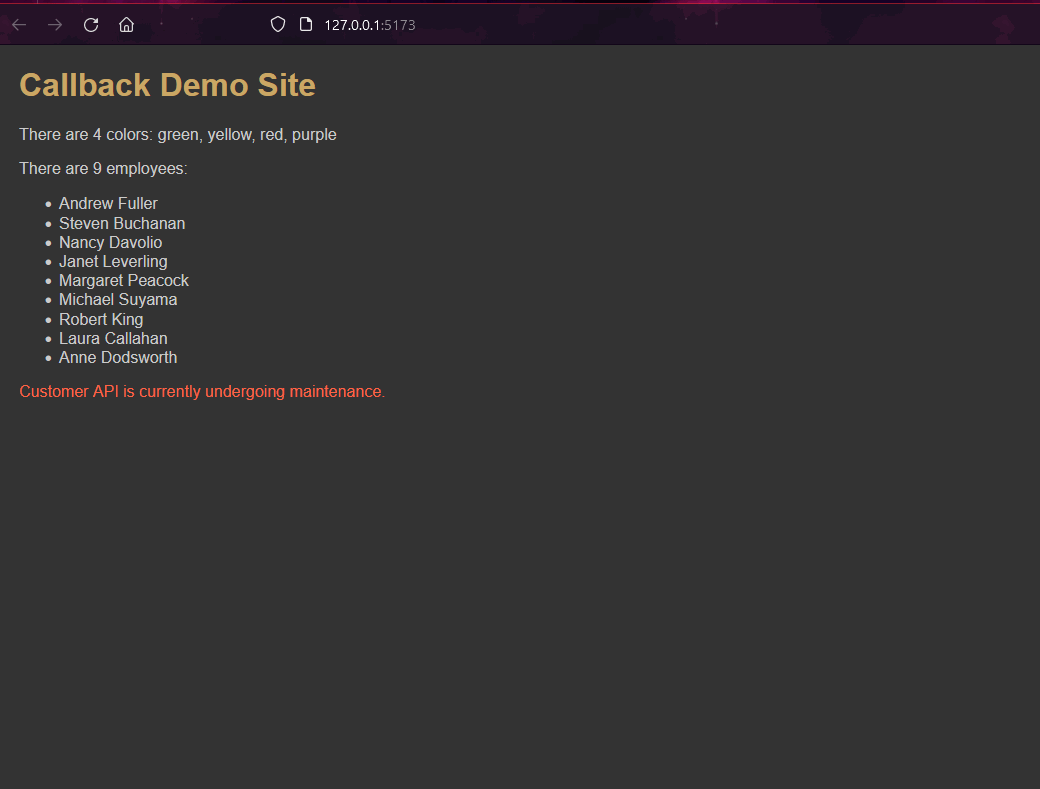 127.0.0.1:5173
Callback Demo Site
There are 4 colors: green, yellow, red, purple
There are 9 employees:
• Andrew Fuller
• Steven Buchanan
• Nancy Davolio
• Janet Leverling
• Margaret Peacock
• Michael Suyama
• Robert King
• Laura Callahan
• Anne Dodsworth
Customer API is currently undergoing maintenance.